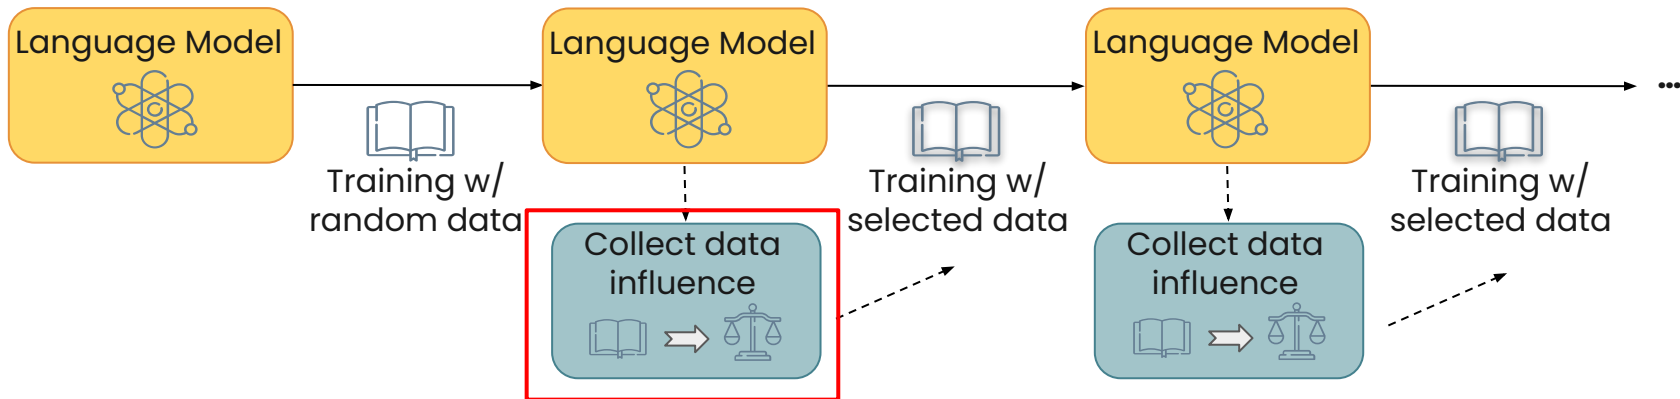 Language Model
Language Model
Language Model
...
Training w/
random data
Training w/
selected data
Training w/
selected data
Collect data
influence
Collect data
influence